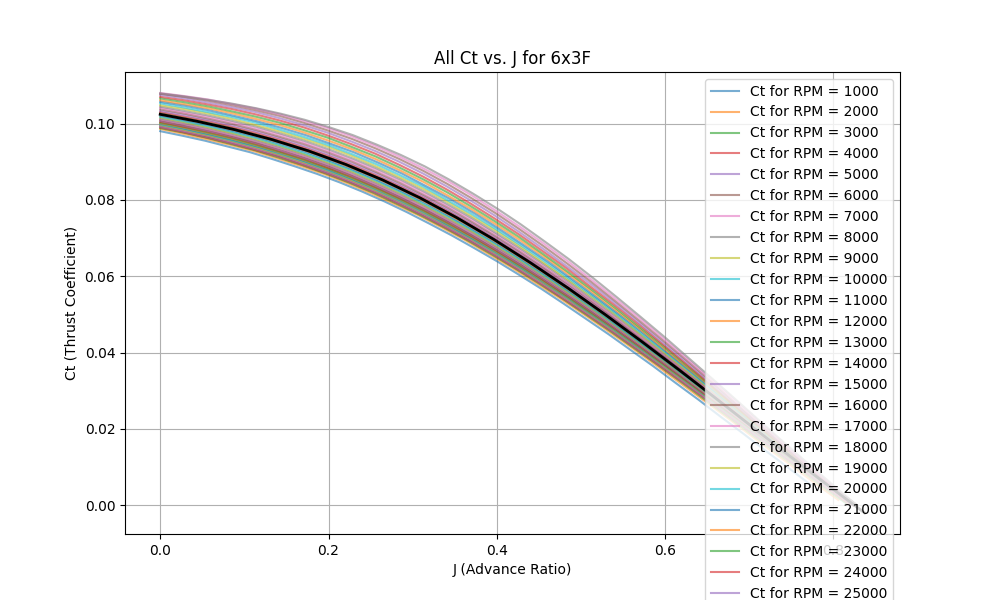 All Ct vs. J for 6x3F
Ct (Thrust Coefficient)
0.10
0.08
0.06
0.04
0.02
0.00
0.0
0.2
0.4
0.6
0.8
J (Advance Ratio)
Ct for RPM = 1000
Ct for RPM = 2000
Ct for RPM = 3000
Ct for RPM = 4000
Ct for RPM = 5000
Ct for RPM = 6000
Ct for RPM = 7000
Ct for RPM = 8000
Ct for RPM = 9000
Ct for RPM = 10000
Ct for RPM = 11000
Ct for RPM = 12000
Ct for RPM = 13000
Ct for RPM = 14000
Ct for RPM = 15000
Ct for RPM = 16000
Ct for RPM = 17000
Ct for RPM = 18000
Ct for RPM = 19000
Ct for RPM = 20000
Ct for RPM = 21000
Ct for RPM = 22000
Ct for RPM = 23000
Ct for RPM = 24000
Ct for RPM = 25000